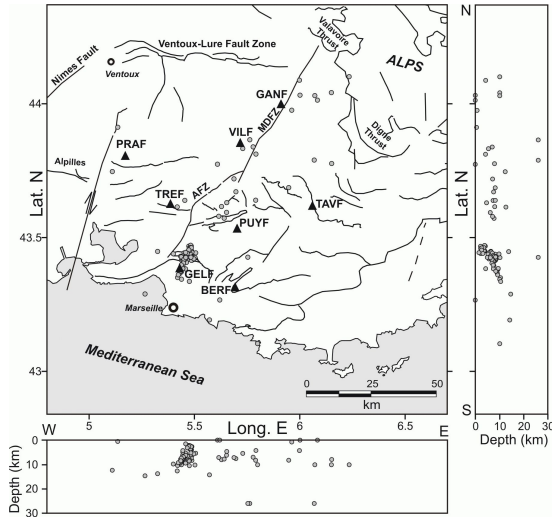 Nîmes Fault
Ventoux-Lure Fault Zone
Ventoux
Valavoire
Thrust
ALPS
Digne
Thrust
GANF
MDFZ
VILF
PRAF
Alpilles
TREF
AFZ
TAVF
PUYF
GELF
BERF
Marseille
Mediterranean Sea
0 25 50
km
Lat. N
44
43.5
43
5 5.5 6 6.5
W Long. E E
Depth (km)
0
10
20
30
N
Lat. N
S
0 10 20 30
Depth (km)